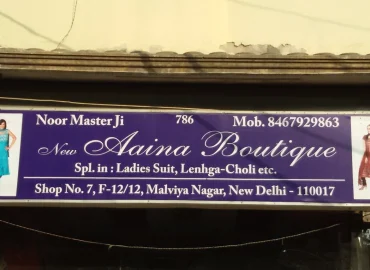 Noor Master Ji 786 Mob. 8467929863
New Aaina Boutique
Spl. in : Ladies Suit, Lenhga-Choli etc.
Shop No. 7, F-12/12, Malviya Nagar, New Delhi - 110017